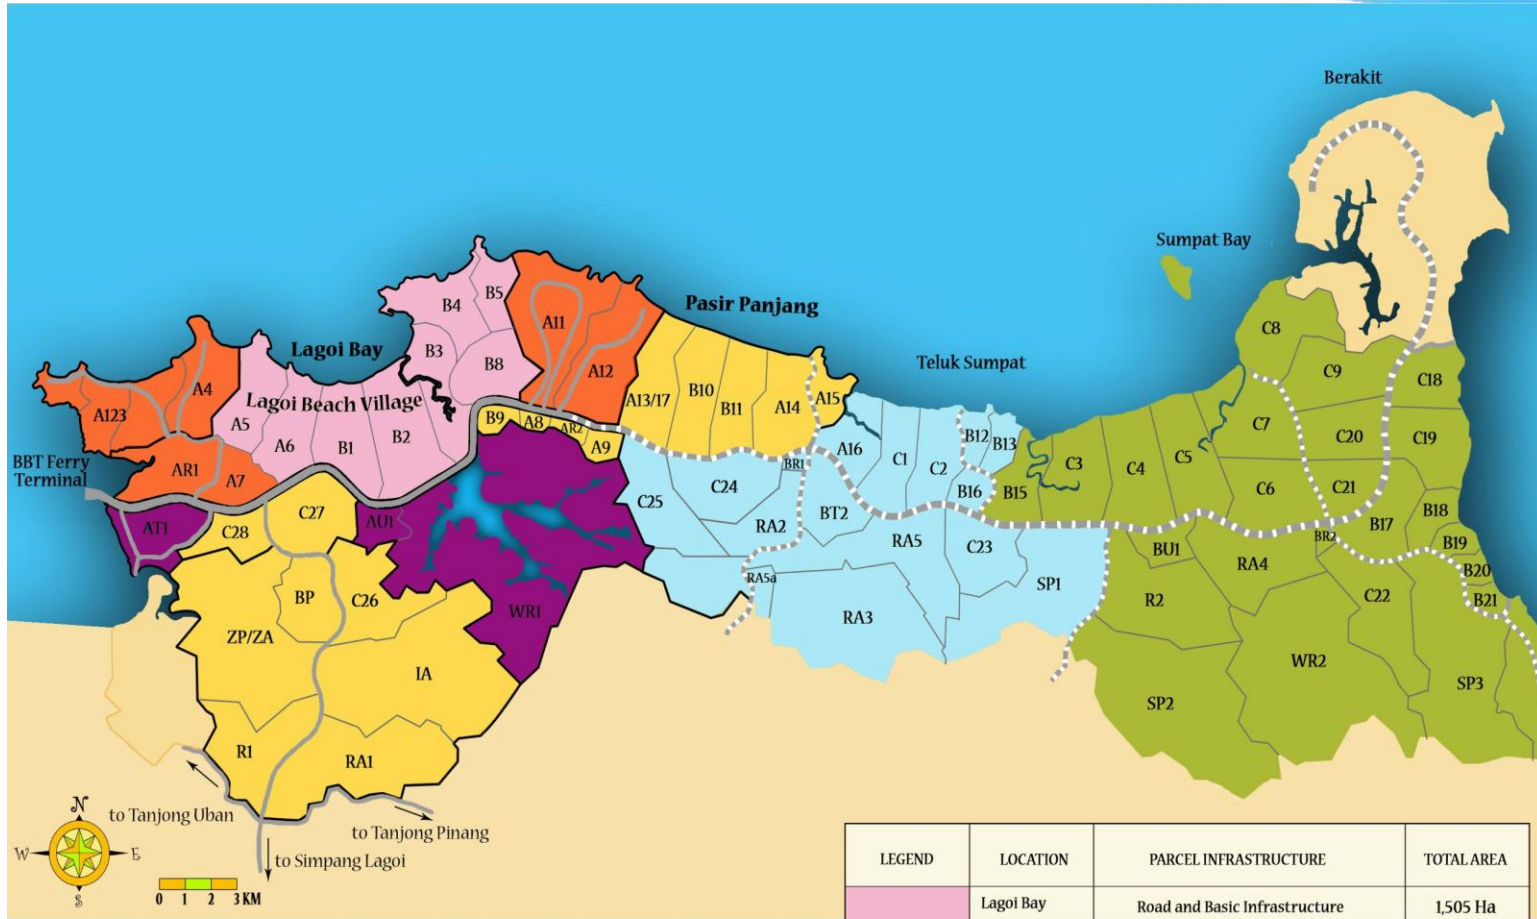 Berakit
Sumpat Bay
Pasir Panjang
Teluk Sumpat
Lagoi Bay
Lagoi Beach Village
BBT Ferry
Terminal
A123
A4
AR1
A7
A5
A6
B1
B2
B3
B4
B5
B8
A11
A12
B9
A8
AR2
A9
A13/17
B10
B11
A14
A15
AT1
C28
C27
AU1
WR1
BP
C26
ZP/ZA
IA
R1
RA1
C25
C24
BR1
A16
C1
C2
B12
B13
B16
RA2
BT2
RA5
C23
RA5a
RA3
SP1
B15
C3
C4
C5
C6
C7
C8
C9
C18
C19
C20
C21
B17
B18
B19
B20
B21
BR2
BU1
RA4
R2
C22
WR2
SP2
SP3
to Tanjong Uban
to Tanjong Pinang
to Simpang Lagoi
N
W
E
S
0 1 2 3 KM
LEGEND LOCATION PARCEL INFRASTRUCTURE TOTAL AREA
Lagoi Bay Road and Basic Infrastructure 1,505 Ha